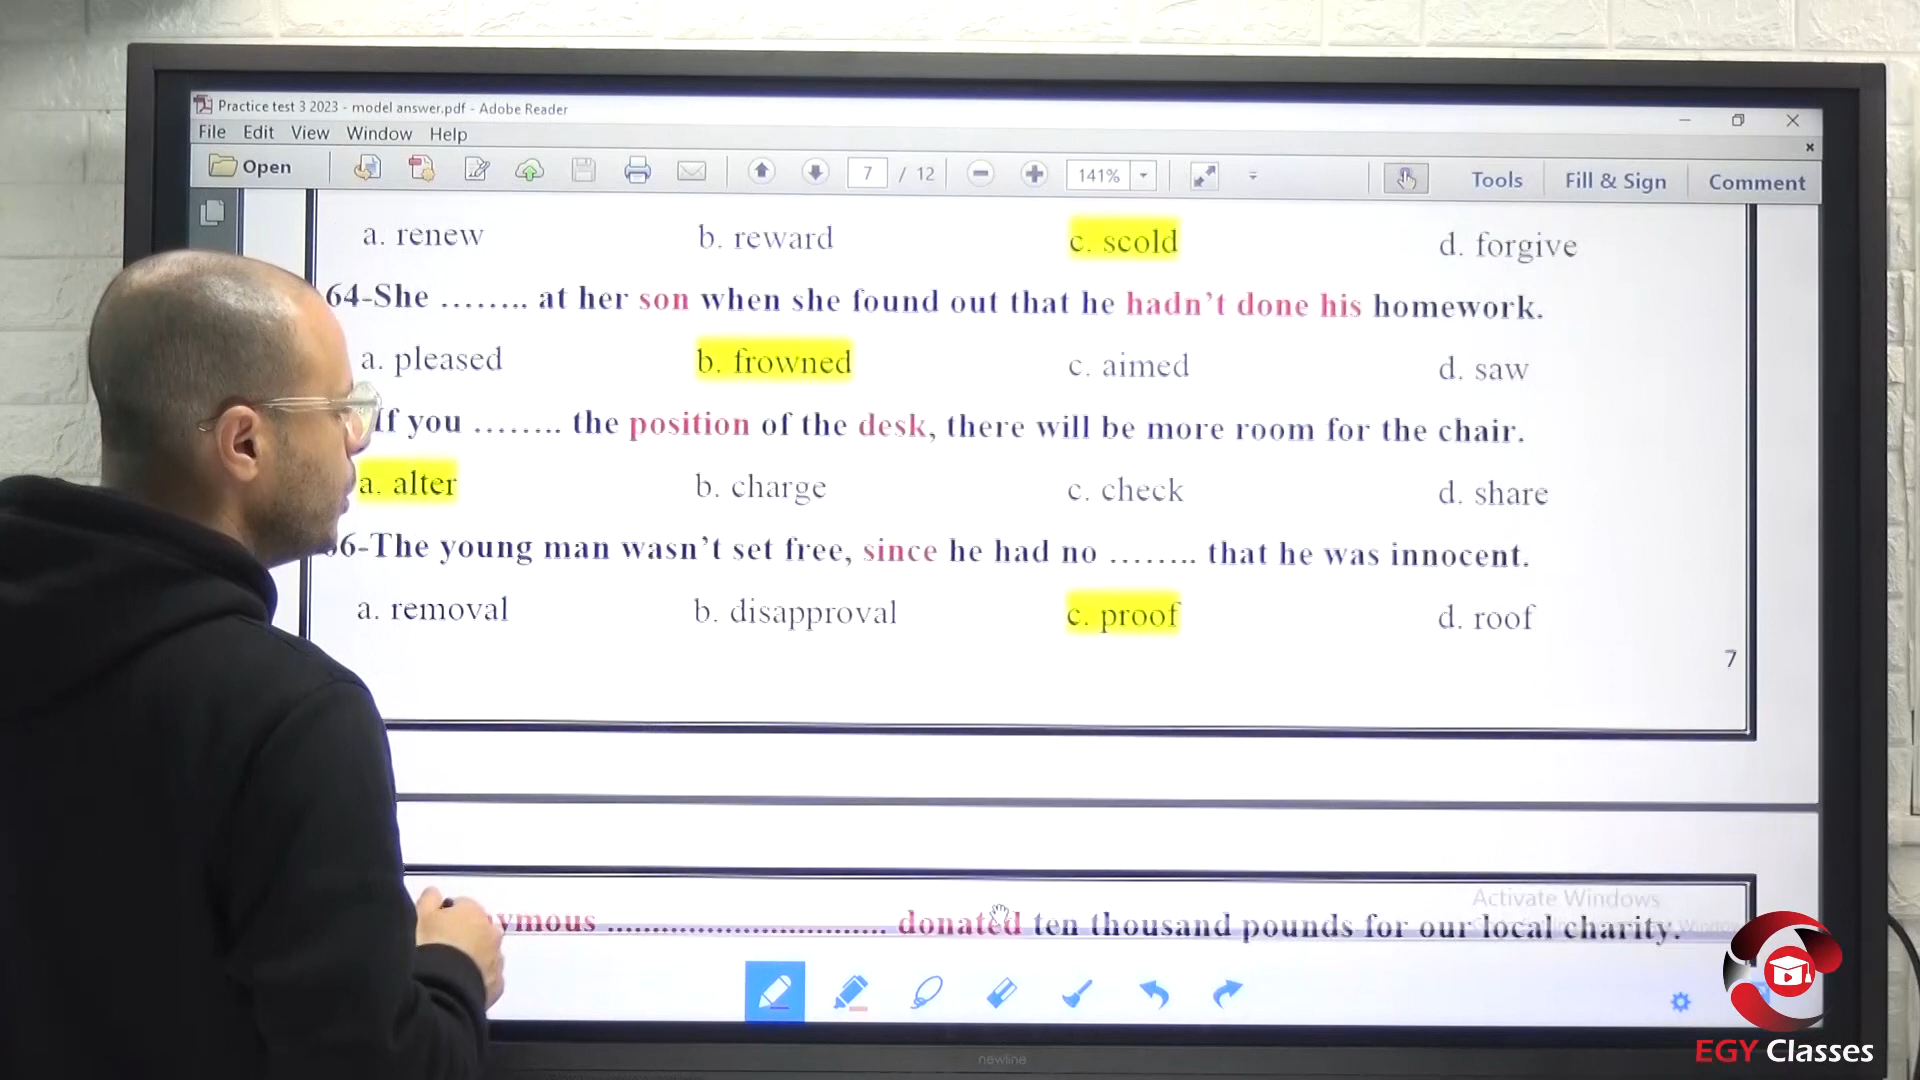 Practice test 3 2023 - model answer.pdf - Adobe Reader
File Edit View Window Help
Open 7 / 12 141% Tools Fill & Sign Comment
a. renew b. reward c. scold d. forgive
64-She …….. at her son when she found out that he hadn't done his homework.
a. pleased b. frowned c. aimed d. saw
If you …….. the position of the desk, there will be more room for the chair.
a. alter b. charge c. check d. share
66-The young man wasn't set free, since he had no …….. that he was innocent.
a. removal b. disapproval c. proof d. roof
7
Activate Windows
ymous ............................ donated ten thousand pounds for our local charity.
newline
EGY Classes